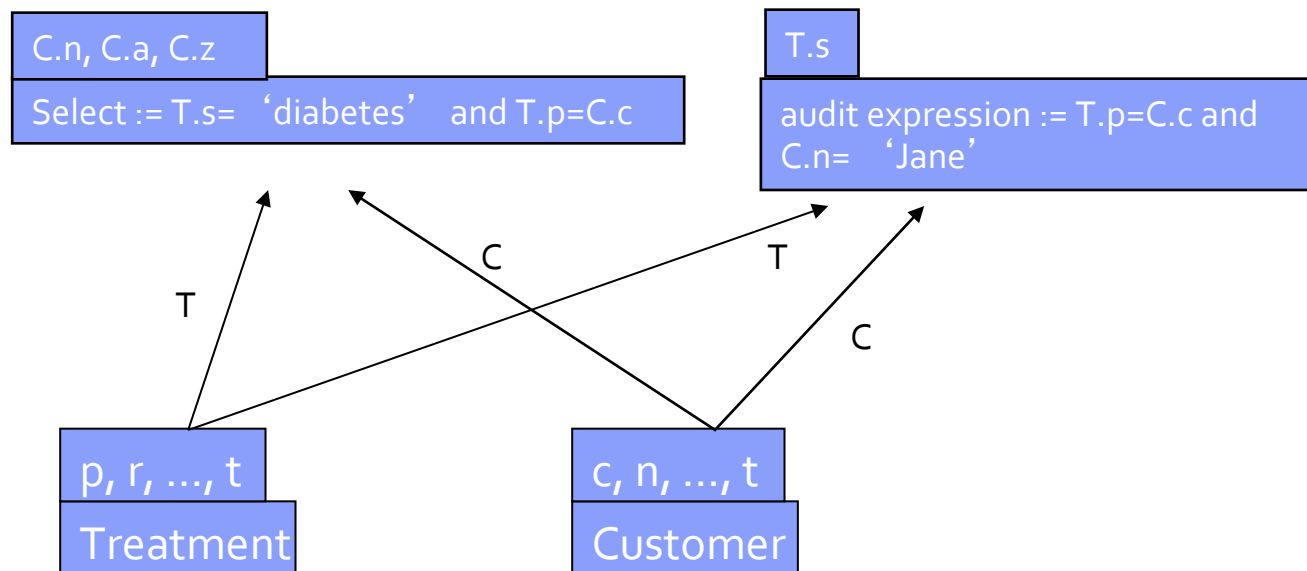 C.n, C.a, C.z
Select := T.s= ‘diabetes’ and T.p=C.c
T.s
audit expression := T.p=C.c and
C.n= ‘Jane’
T
C
T
C
p, r, ..., t
Treatment
c, n, ..., t
Customer